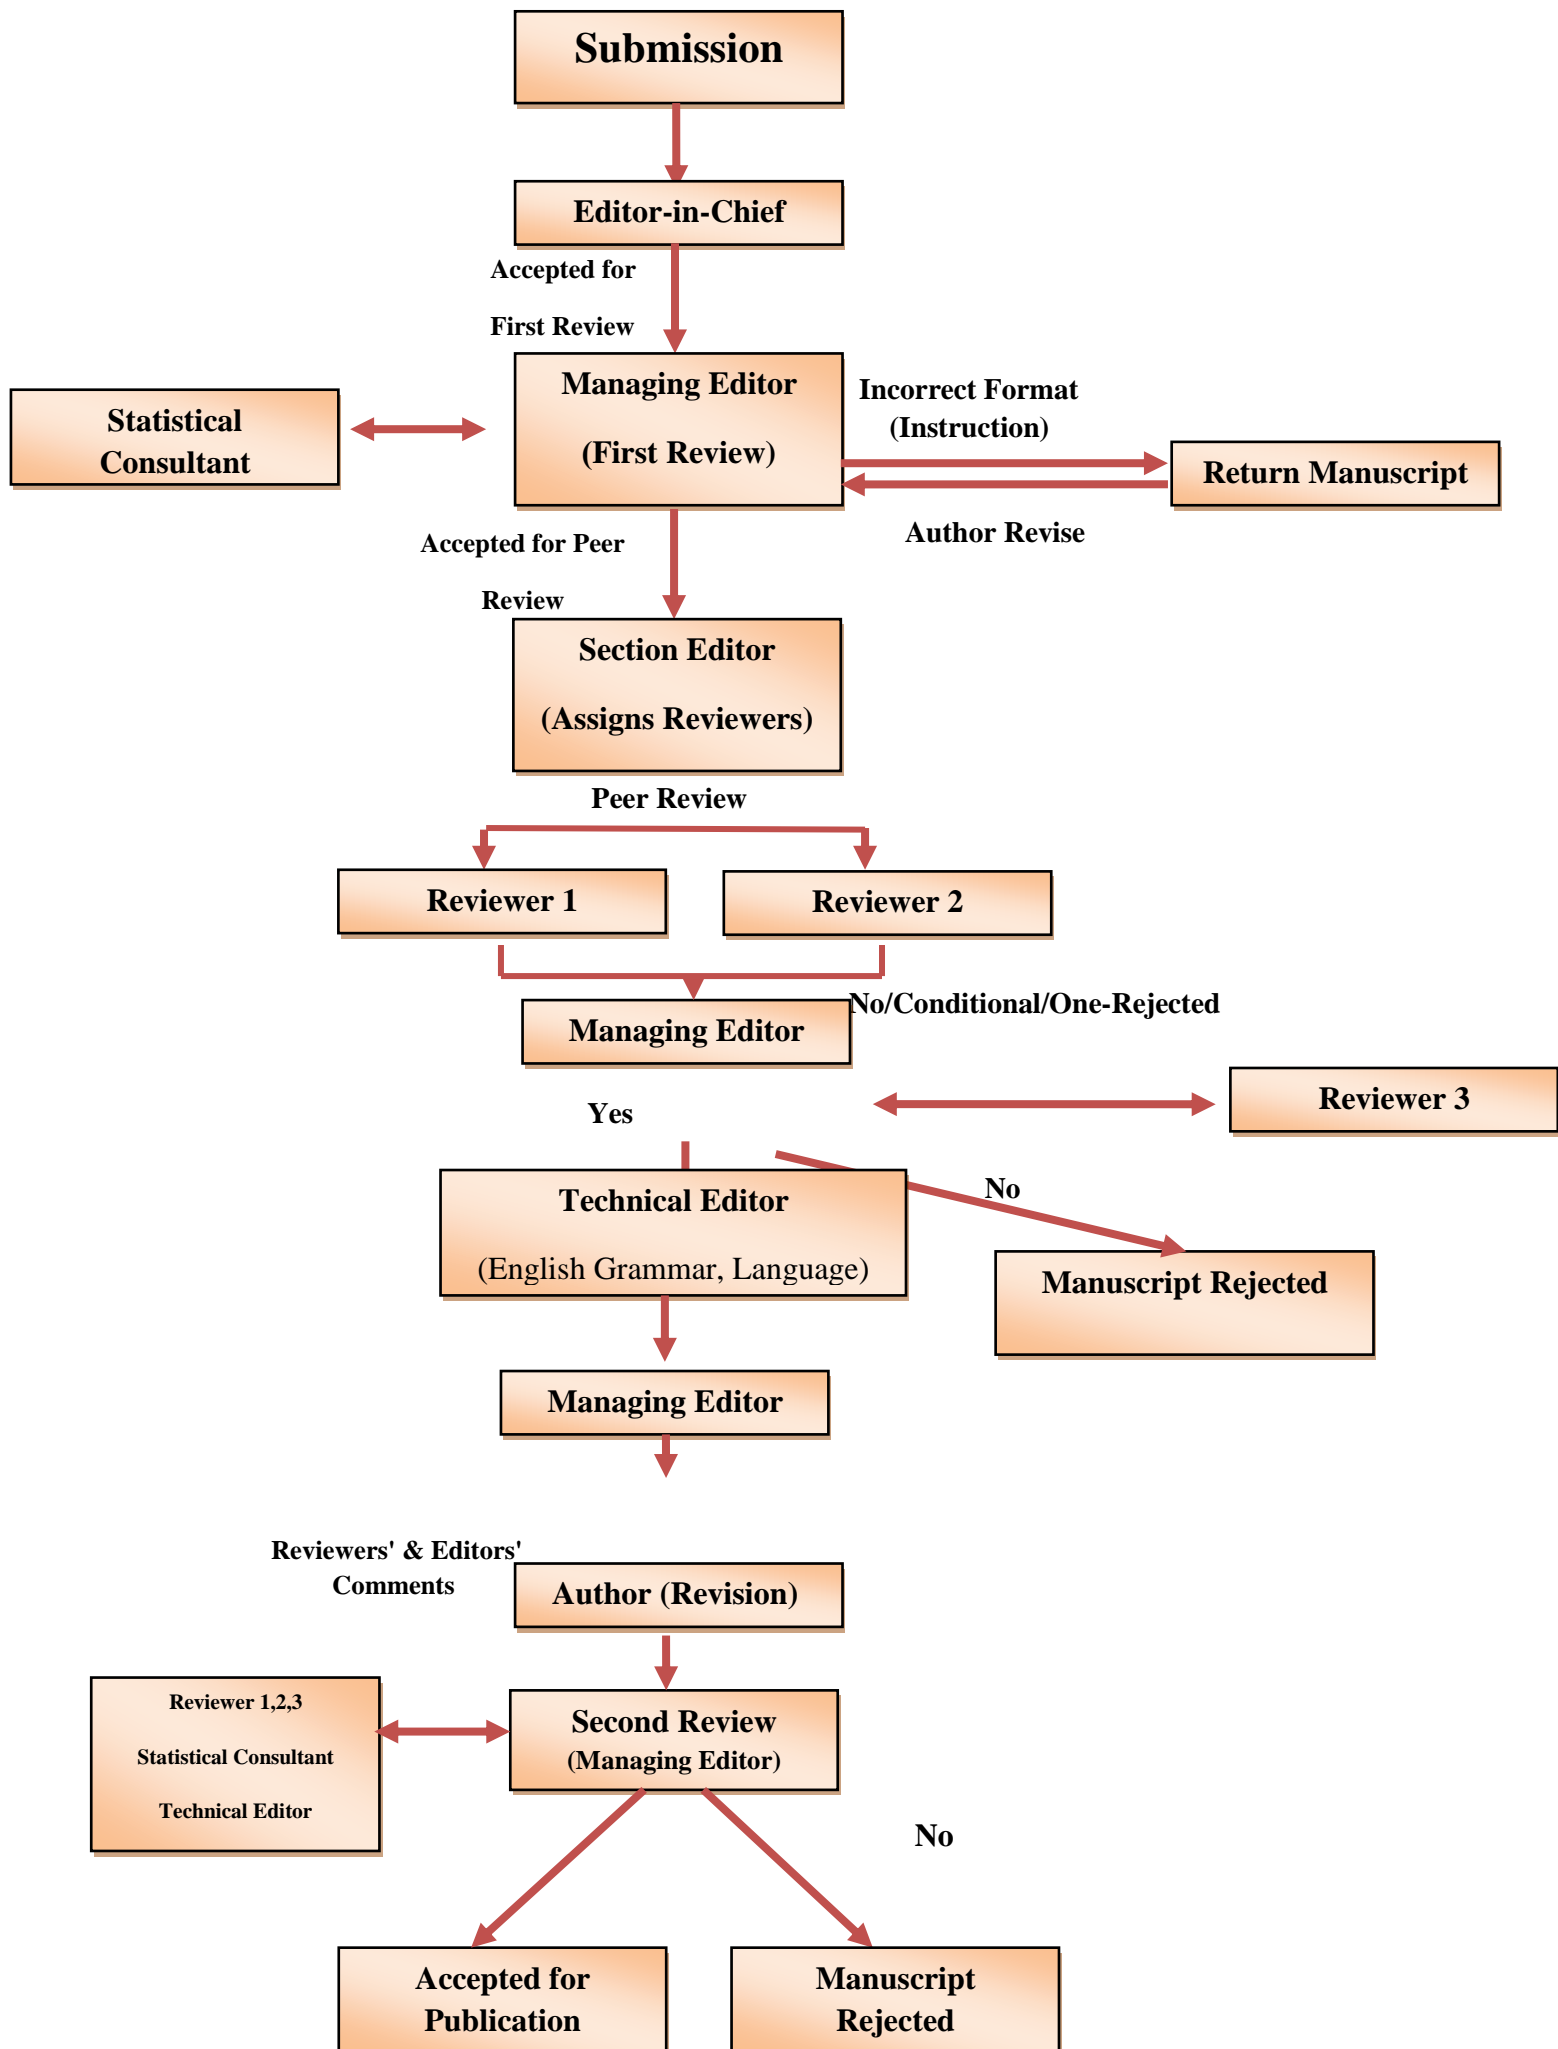 Submission
Editor-in-Chief
Accepted for
First Review
Managing Editor
(First Review)
Statistical
Consultant
Incorrect Format
(Instruction)
Return Manuscript
Author Revise
Accepted for Peer
Review
Section Editor
(Assigns Reviewers)
Peer Review
Reviewer 1
Reviewer 2
No/Conditional/One-Rejected
Managing Editor
Reviewer 3
Yes
No
Technical Editor
(English Grammar, Language)
Manuscript Rejected
Managing Editor
Reviewers' & Editors'
Comments
Author (Revision)
Reviewer 1,2,3
Statistical Consultant
Technical Editor
Second Review
(Managing Editor)
No
Accepted for
Publication
Manuscript
Rejected